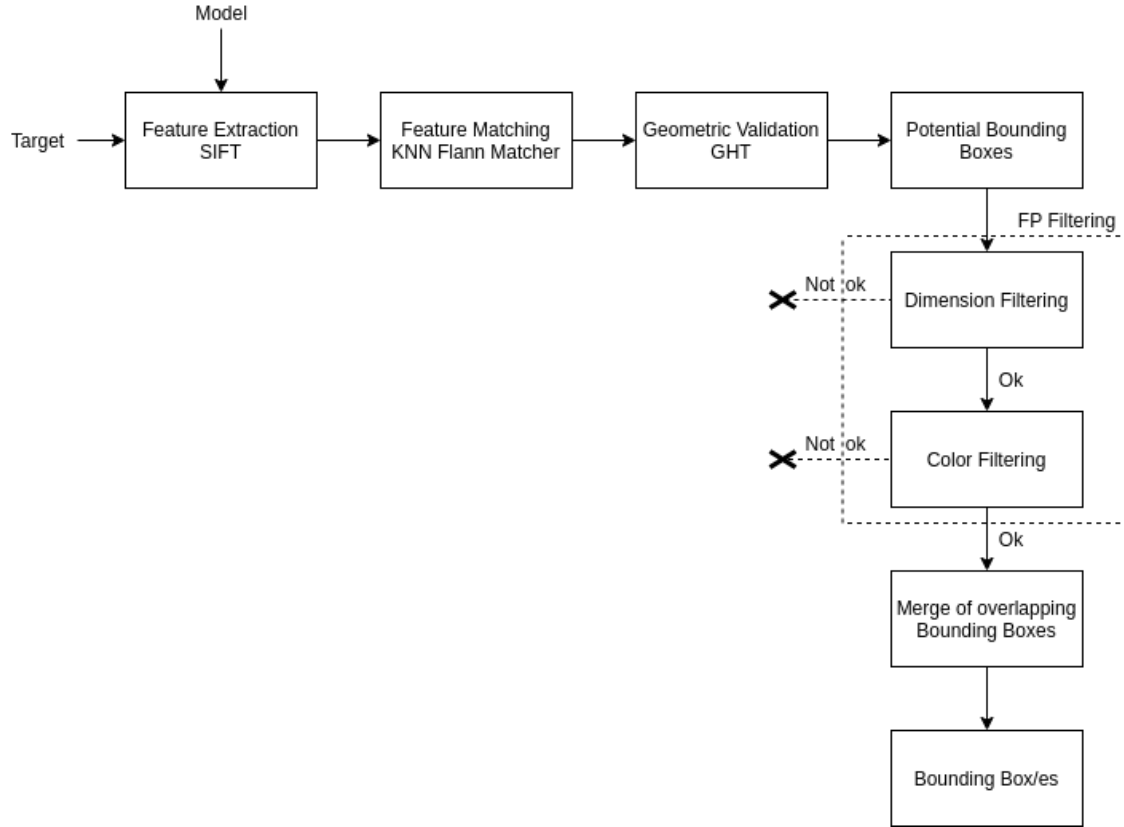 Model
Target
Feature Extraction
SIFT
Feature Matching
KNN Flann Matcher
Geometric Validation
GHT
Potential Bounding
Boxes
FP Filtering
Not ok
Dimension Filtering
Ok
Not ok
Color Filtering
Ok
Merge of overlapping
Bounding Boxes
Bounding Box/es